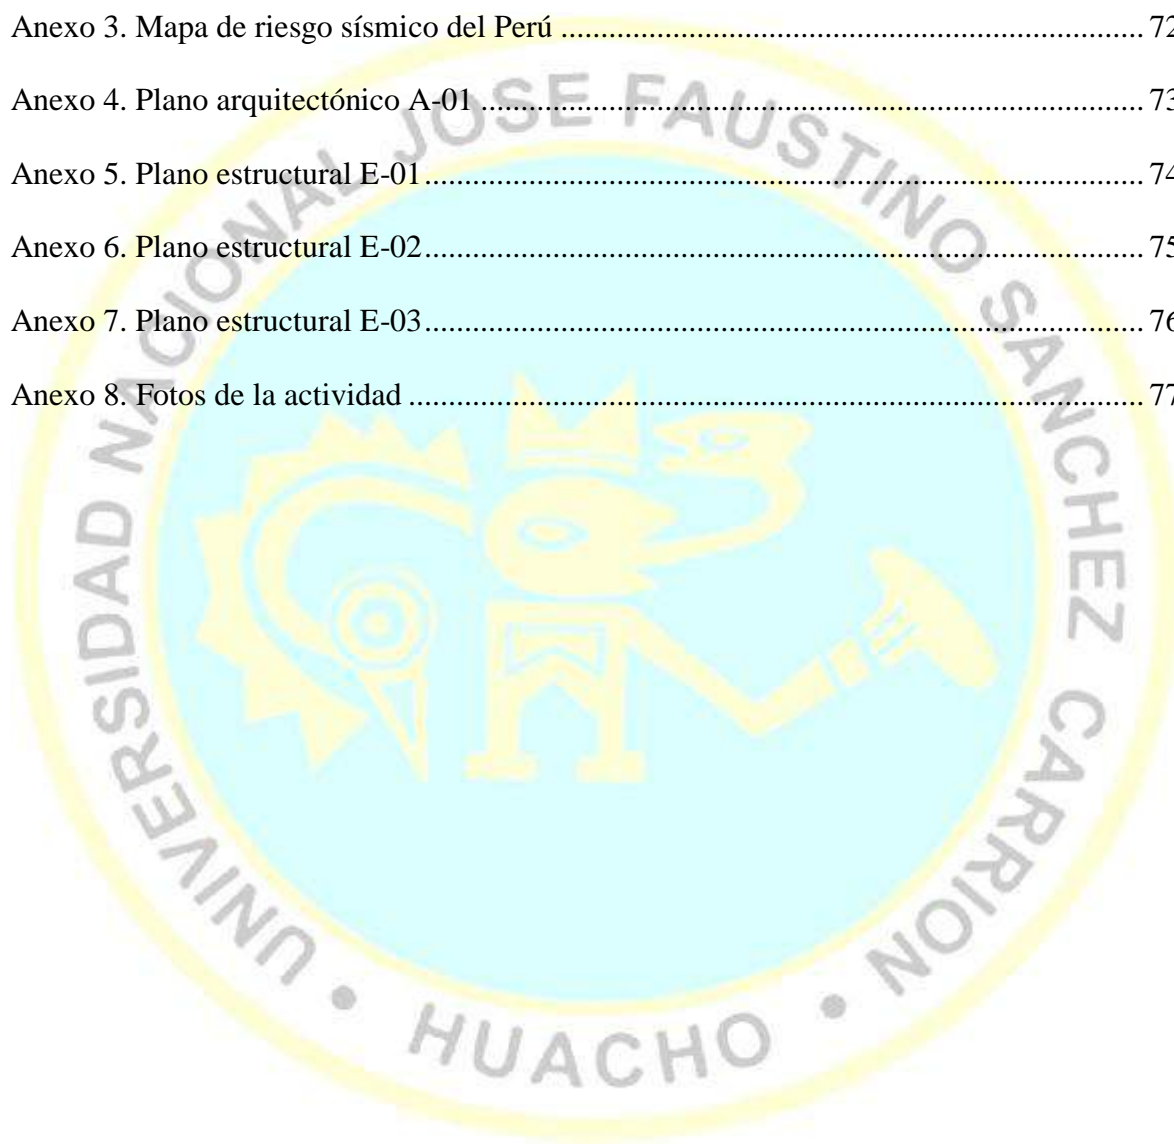 Anexo 3. Mapa de riesgo sísmico del Perú ........................................................................ 72
Anexo 4. Plano arquitectónico A-01 ................................................................................ 73
Anexo 5. Plano estructural E-01 ....................................................................................... 74
Anexo 6. Plano estructural E-02 ....................................................................................... 75
Anexo 7. Plano estructural E-03 ....................................................................................... 76
Anexo 8. Fotos de la actividad ......................................................................................... 77
UNIVERSIDAD NACIONAL JOSE FAUSTINO SANCHEZ CARRION
• HUACHO •